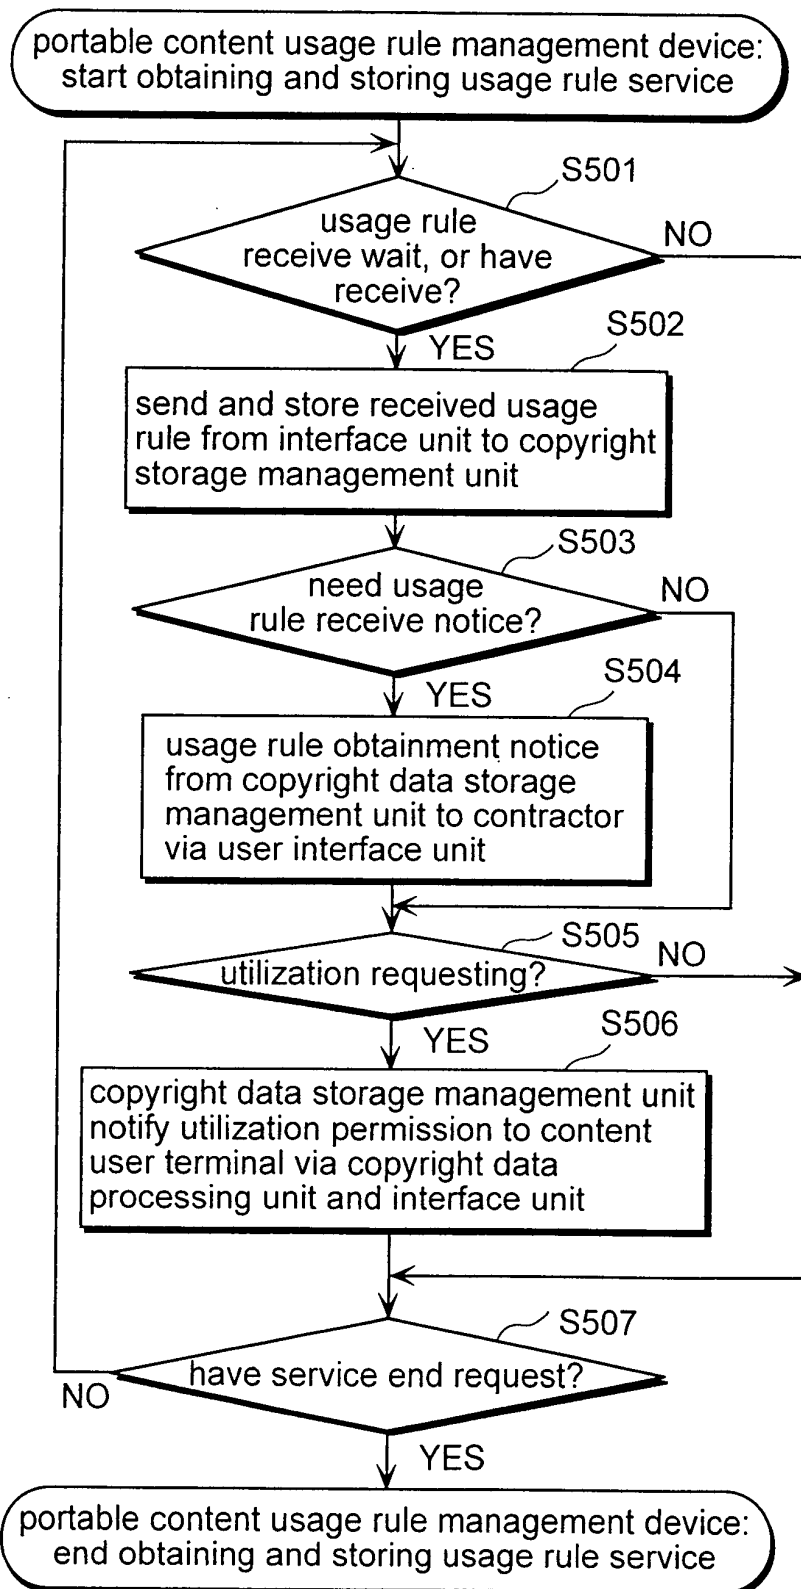 portable content usage rule management device:
start obtaining and storing usage rule service
S501
usage rule
receive wait, or have
receive?
NO
YES
S502
send and store received usage
rule from interface unit to copyright
storage management unit
S503
need usage
rule receive notice?
NO
YES
S504
usage rule obtainment notice
from copyright data storage
management unit to contractor
via user interface unit
S505
utilization requesting?
NO
YES
S506
copyright data storage management unit
notify utilization permission to content
user terminal via copyright data
processing unit and interface unit
S507
have service end request?
NO
YES
portable content usage rule management device:
end obtaining and storing usage rule service